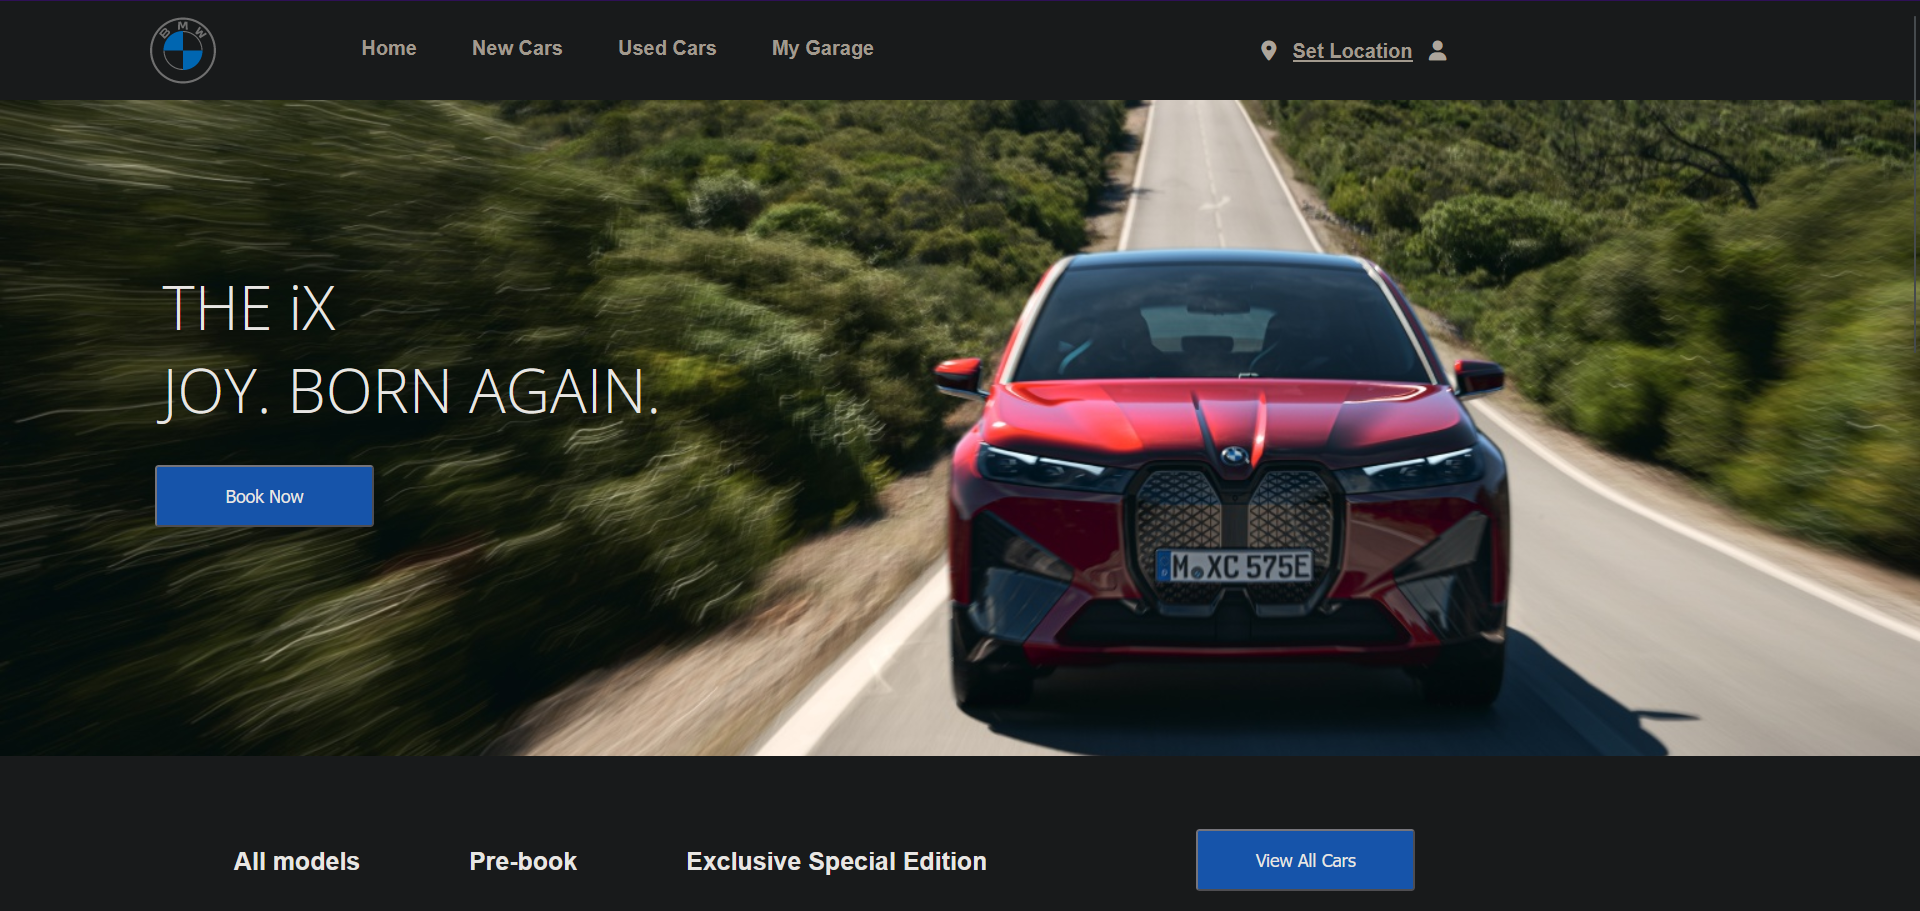 BMW
Home New Cars Used Cars My Garage Set Location
THE iX
JOY. BORN AGAIN.
Book Now
M XC 575E
All models Pre-book Exclusive Special Edition View All Cars